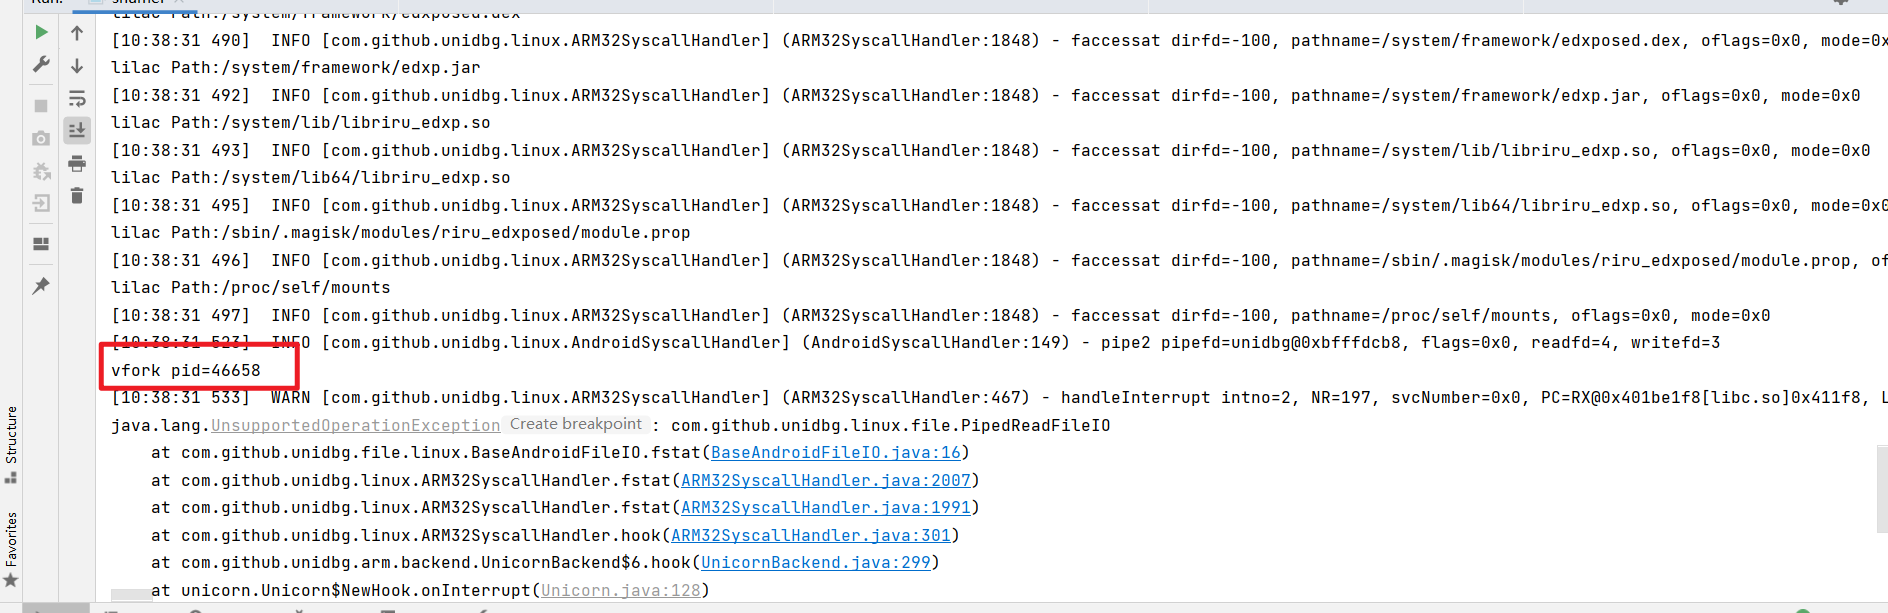 lilac Path:/system/framework/edxposed.dex
[10:38:31 490]  INFO [com.github.unidbg.linux.ARM32SyscallHandler] (ARM32SyscallHandler:1848) - faccessat dirfd=-100, pathname=/system/framework/edxposed.dex, oflags=0x0, mode=0x
lilac Path:/system/framework/edxp.jar
[10:38:31 492]  INFO [com.github.unidbg.linux.ARM32SyscallHandler] (ARM32SyscallHandler:1848) - faccessat dirfd=-100, pathname=/system/framework/edxp.jar, oflags=0x0, mode=0x0
lilac Path:/system/lib/libriru_edxp.so
[10:38:31 493]  INFO [com.github.unidbg.linux.ARM32SyscallHandler] (ARM32SyscallHandler:1848) - faccessat dirfd=-100, pathname=/system/lib/libriru_edxp.so, oflags=0x0, mode=0x0
lilac Path:/system/lib64/libriru_edxp.so
[10:38:31 495]  INFO [com.github.unidbg.linux.ARM32SyscallHandler] (ARM32SyscallHandler:1848) - faccessat dirfd=-100, pathname=/system/lib64/libriru_edxp.so, oflags=0x0, mode=0x
lilac Path:/sbin/.magisk/modules/riru_edxposed/module.prop
[10:38:31 496]  INFO [com.github.unidbg.linux.ARM32SyscallHandler] (ARM32SyscallHandler:1848) - faccessat dirfd=-100, pathname=/sbin/.magisk/modules/riru_edxposed/module.prop, of
lilac Path:/proc/self/mounts
[10:38:31 497]  INFO [com.github.unidbg.linux.ARM32SyscallHandler] (ARM32SyscallHandler:1848) - faccessat dirfd=-100, pathname=/proc/self/mounts, oflags=0x0, mode=0x0
[10:38:31 523]  INFO [com.github.unidbg.linux.AndroidSyscallHandler] (AndroidSyscallHandler:149) - pipe2 pipefd=unidbg@0xbfffdcb8, flags=0x0, readfd=4, writefd=3
vfork pid=46658
[10:38:31 533]  WARN [com.github.unidbg.linux.ARM32SyscallHandler] (ARM32SyscallHandler:467) - handleInterrupt intno=2, NR=197, svcNumber=0x0, PC=RX@0x401be1f8[libc.so]0x411f8, L
java.lang.UnsupportedOperationException Create breakpoint : com.github.unidbg.linux.file.PipedReadFileIO
at com.github.unidbg.file.linux.BaseAndroidFileIO.fstat(BaseAndroidFileIO.java:16)
at com.github.unidbg.linux.ARM32SyscallHandler.fstat(ARM32SyscallHandler.java:2007)
at com.github.unidbg.linux.ARM32SyscallHandler.fstat(ARM32SyscallHandler.java:1991)
at com.github.unidbg.linux.ARM32SyscallHandler.hook(ARM32SyscallHandler.java:301)
at com.github.unidbg.arm.backend.UnicornBackend$6.hook(UnicornBackend.java:299)
at unicorn.Unicorn$NewHook.onInterrupt(Unicorn.java:128)
Structure
Favorites